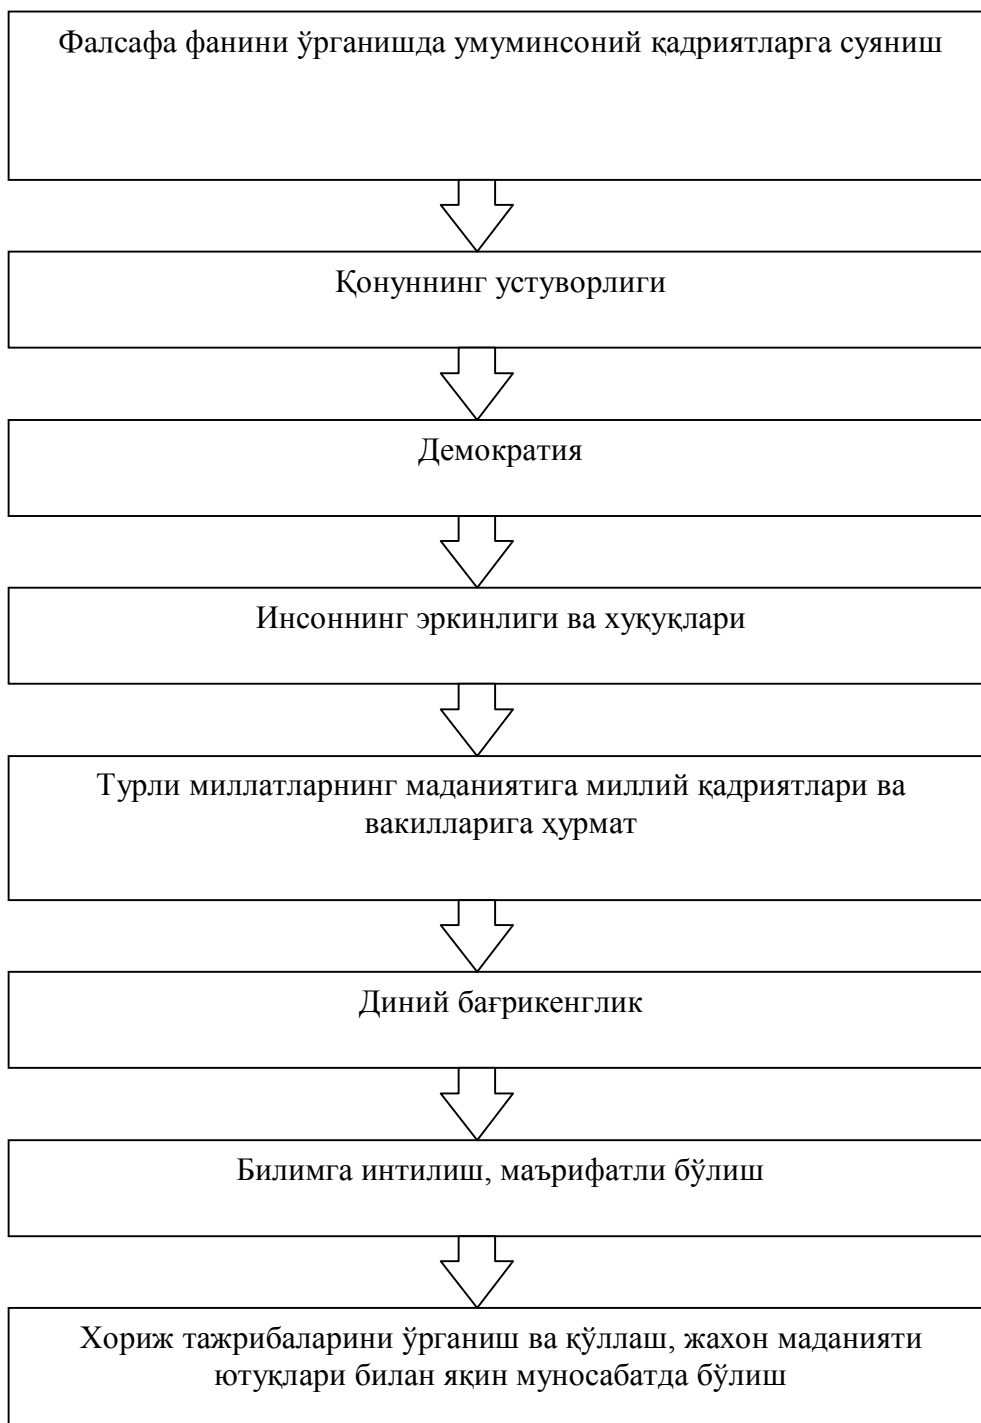 Фалсафа фанини ўрганишда умуминсоний қадриятларга суяниш
Қонуннинг устуворлиги
Демократия
Инсоннинг эркинлиги ва хуқуқлари
Турли миллатларнинг маданиятига миллий қадриятлари ва
вакилларига ҳурмат
Диний бағрикенглик
Билимга интилиш, маърифатли бўлиш
Хориж тажрибаларини ўрганиш ва қўллаш, жахон маданияти
ютуқлари билан яқин муносабатда бўлиш